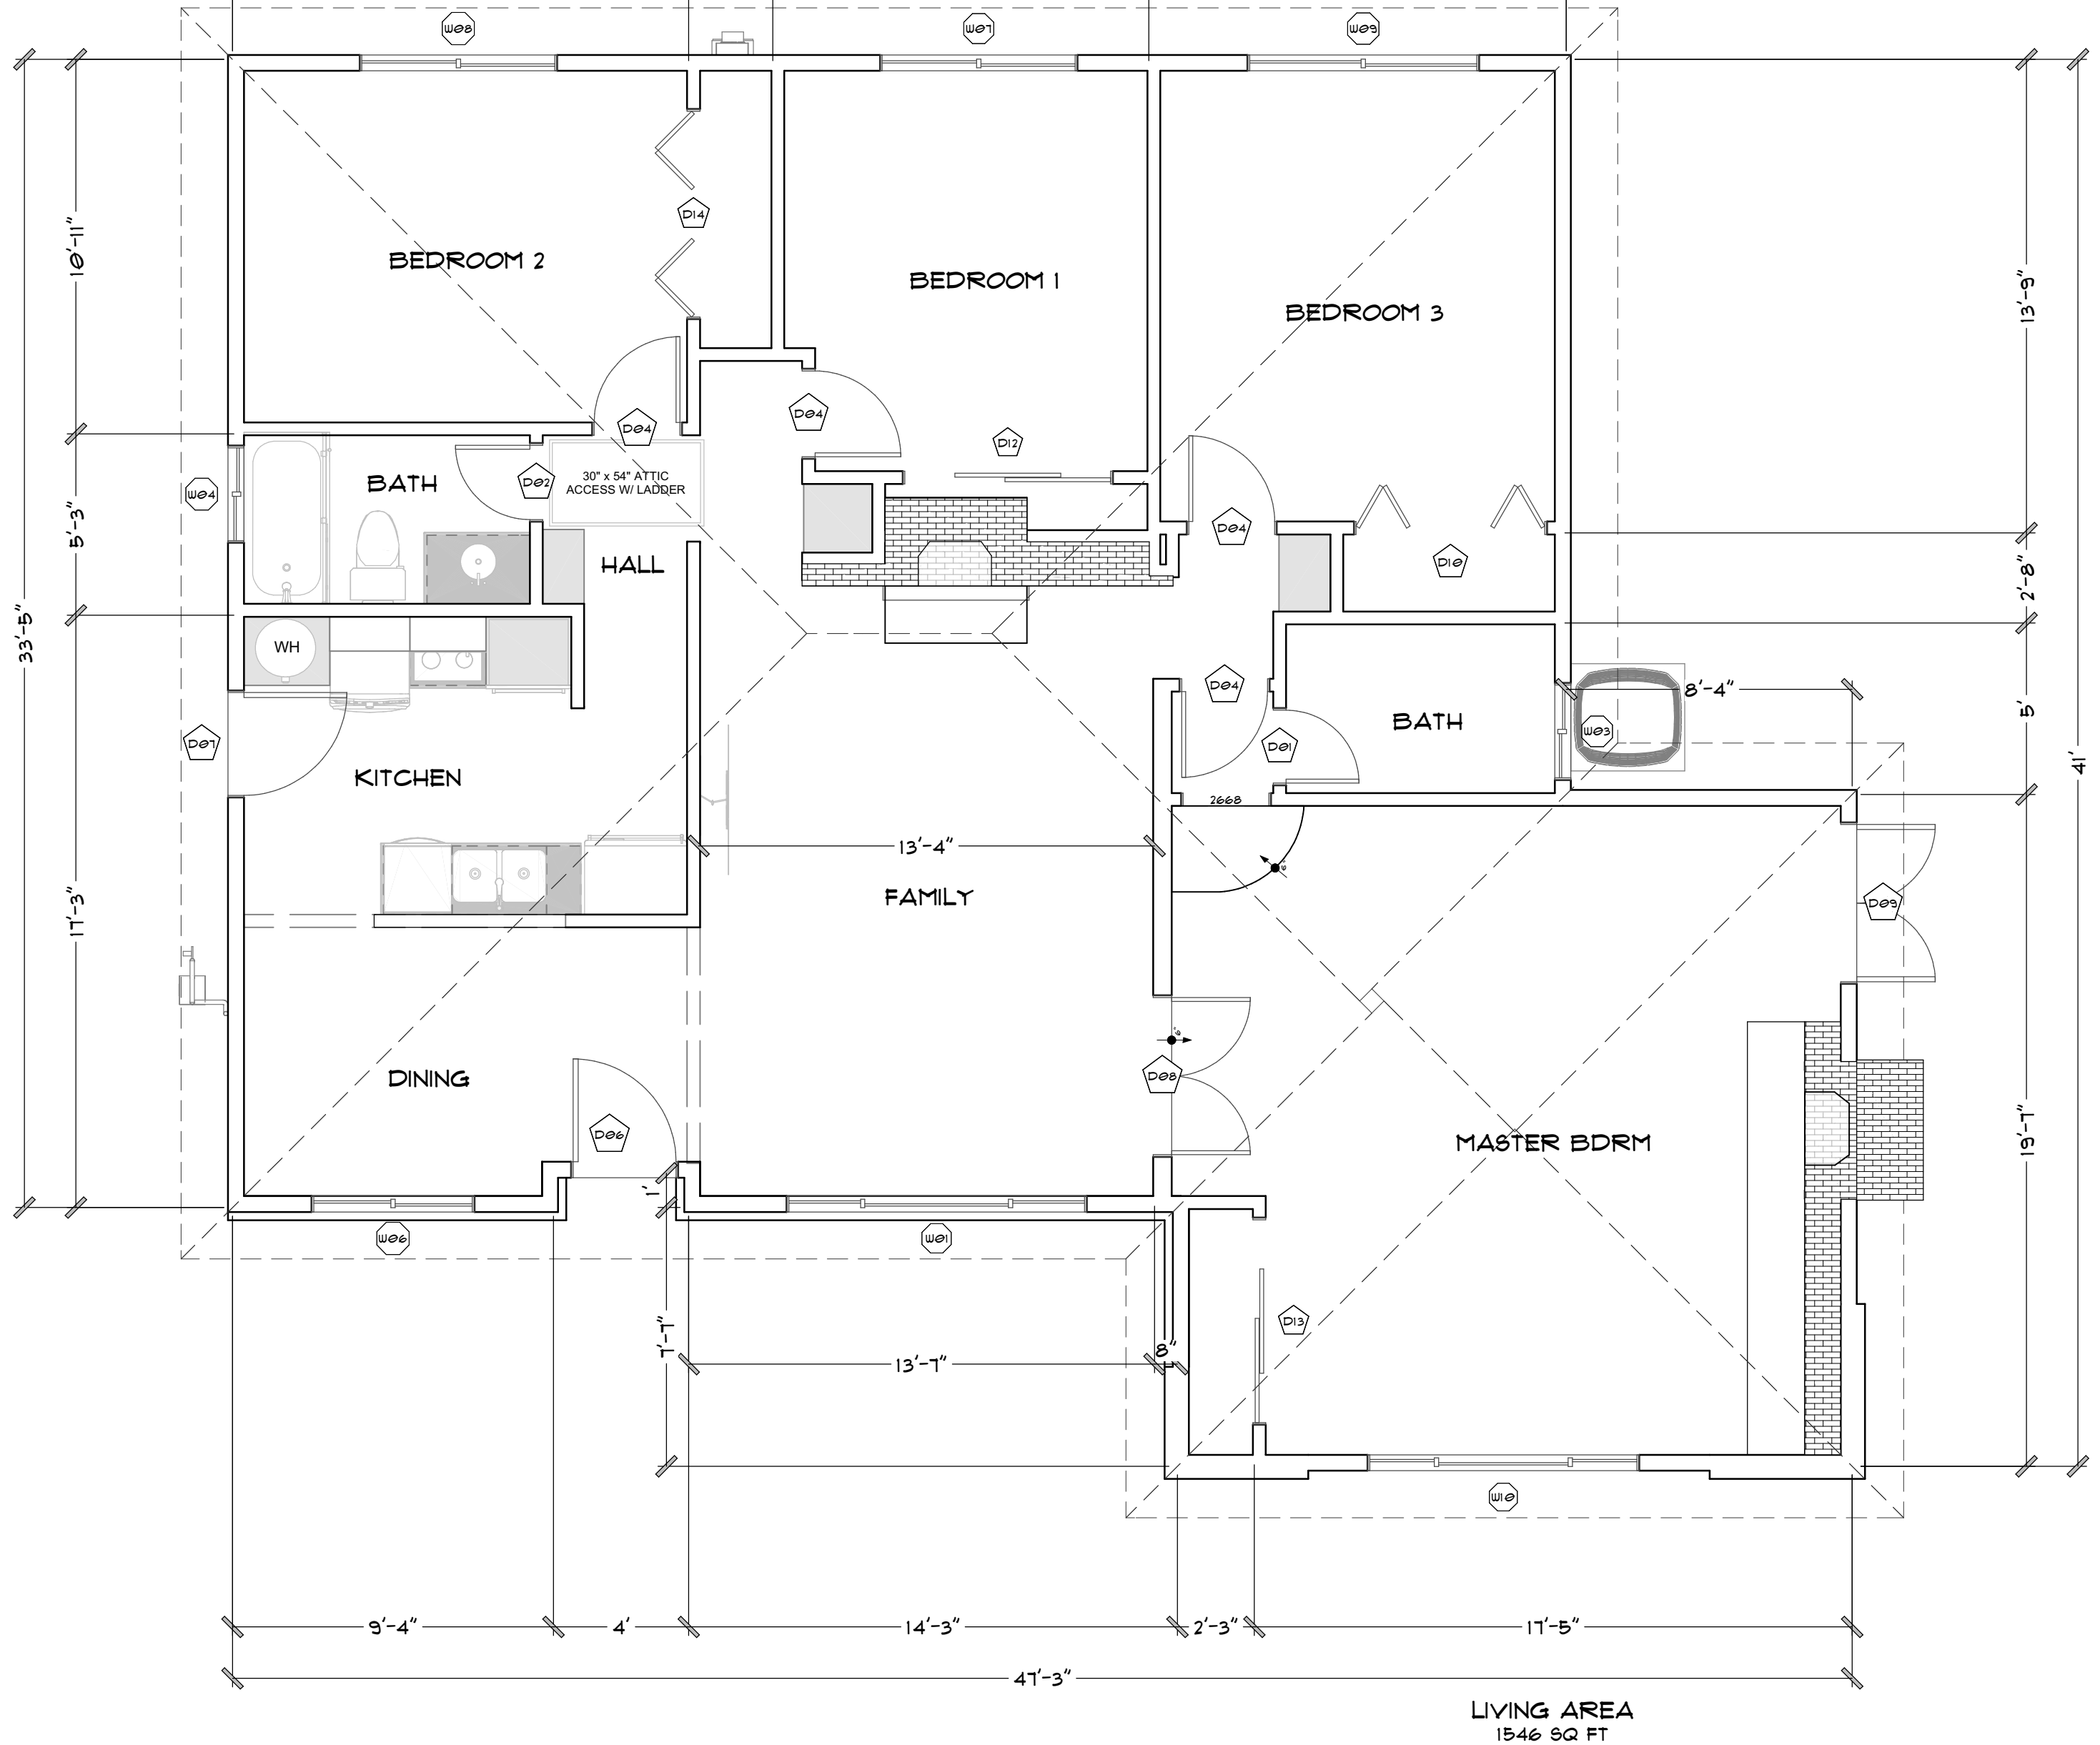 W08
W07
W09
D14
10'-11"
BEDROOM 2
BEDROOM 1
BEDROOM 3
13'-9"
D04
D04
D12
BATH
D02
30" x 54" ATTIC
ACCESS W/ LADDER
W04
5'-3"
D04
HALL
D10
2'-8"
33'-5"
WH
D04
8'-4"
5'
D07
D01
BATH
W03
KITCHEN
41'
2668
13'-4"
6"
FAMILY
D09
17'-3"
6"
DINING
D08
D06
MASTER BDRM
19'-7"
1'
W06
W01
7'-7"
D13
8"
13'-7"
W10
9'-4"
4'
14'-3"
2'-3"
17'-5"
47'-3"
LIVING AREA
1546 SQ FT